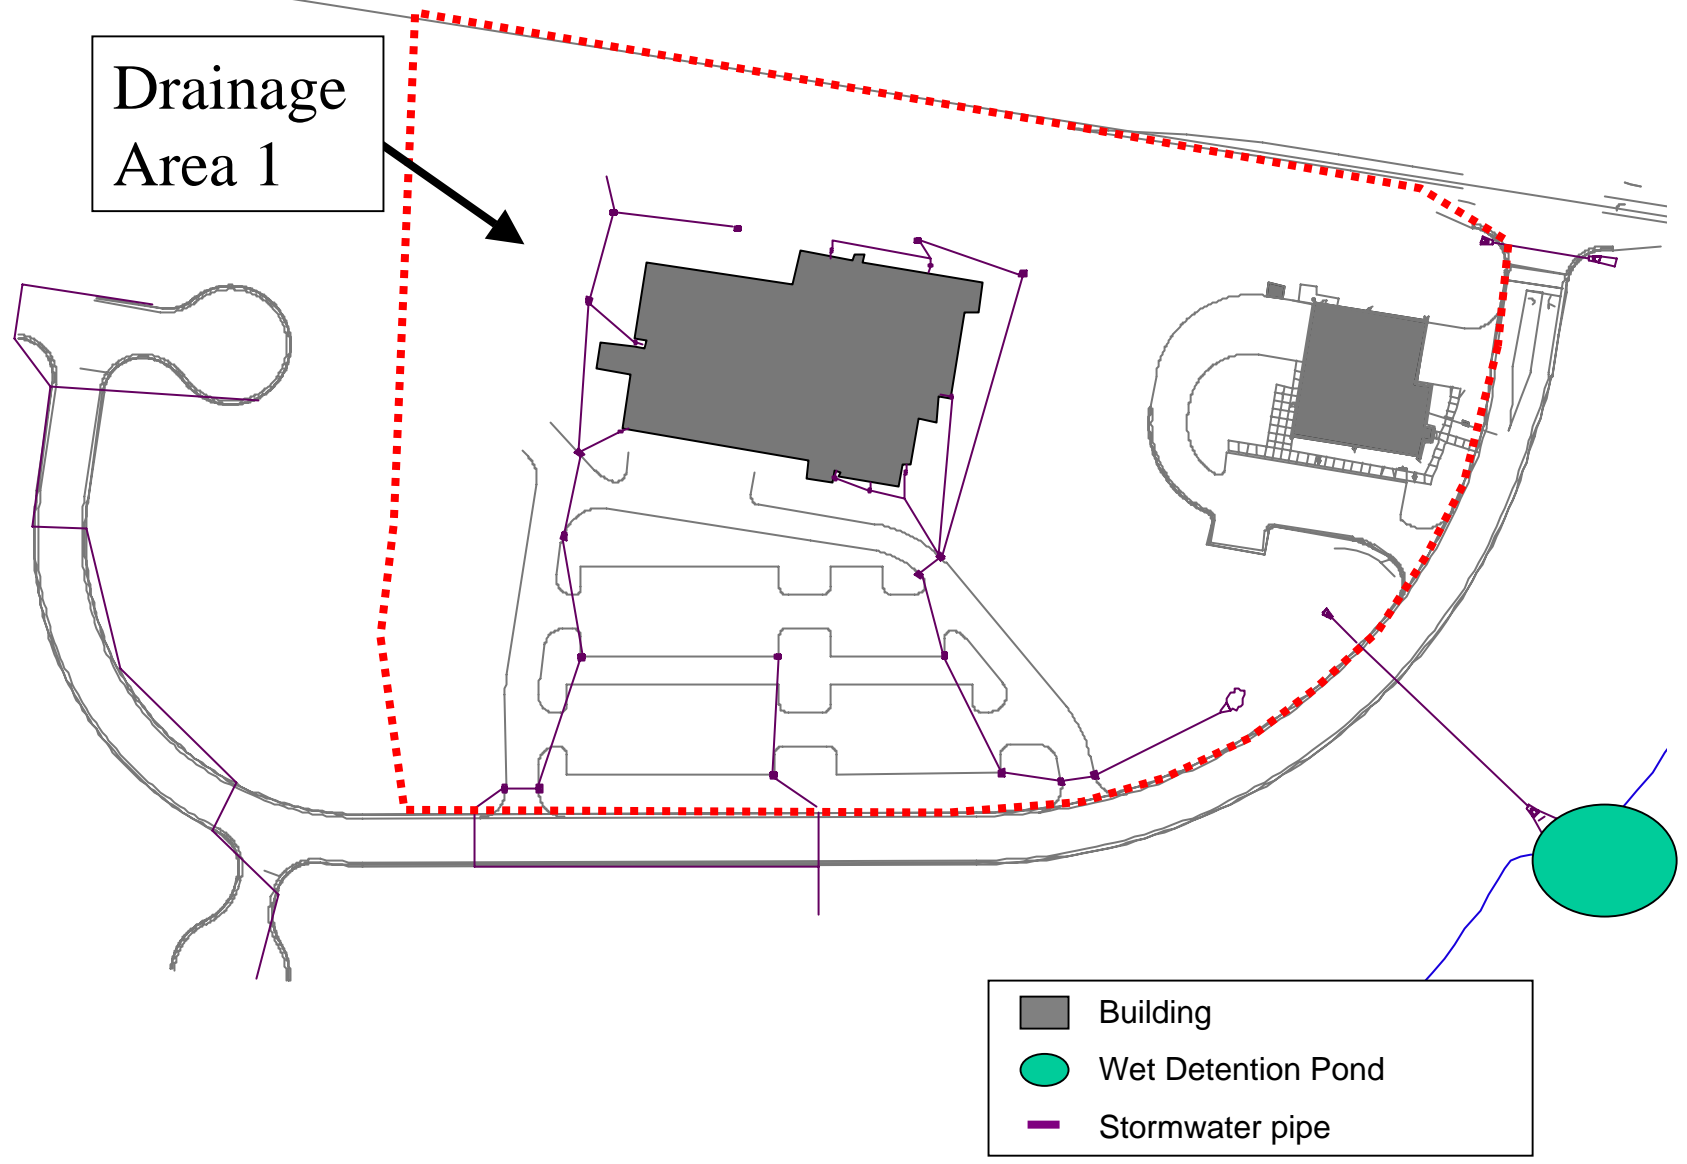 Drainage
Area 1
Building
Wet Detention Pond
Stormwater pipe